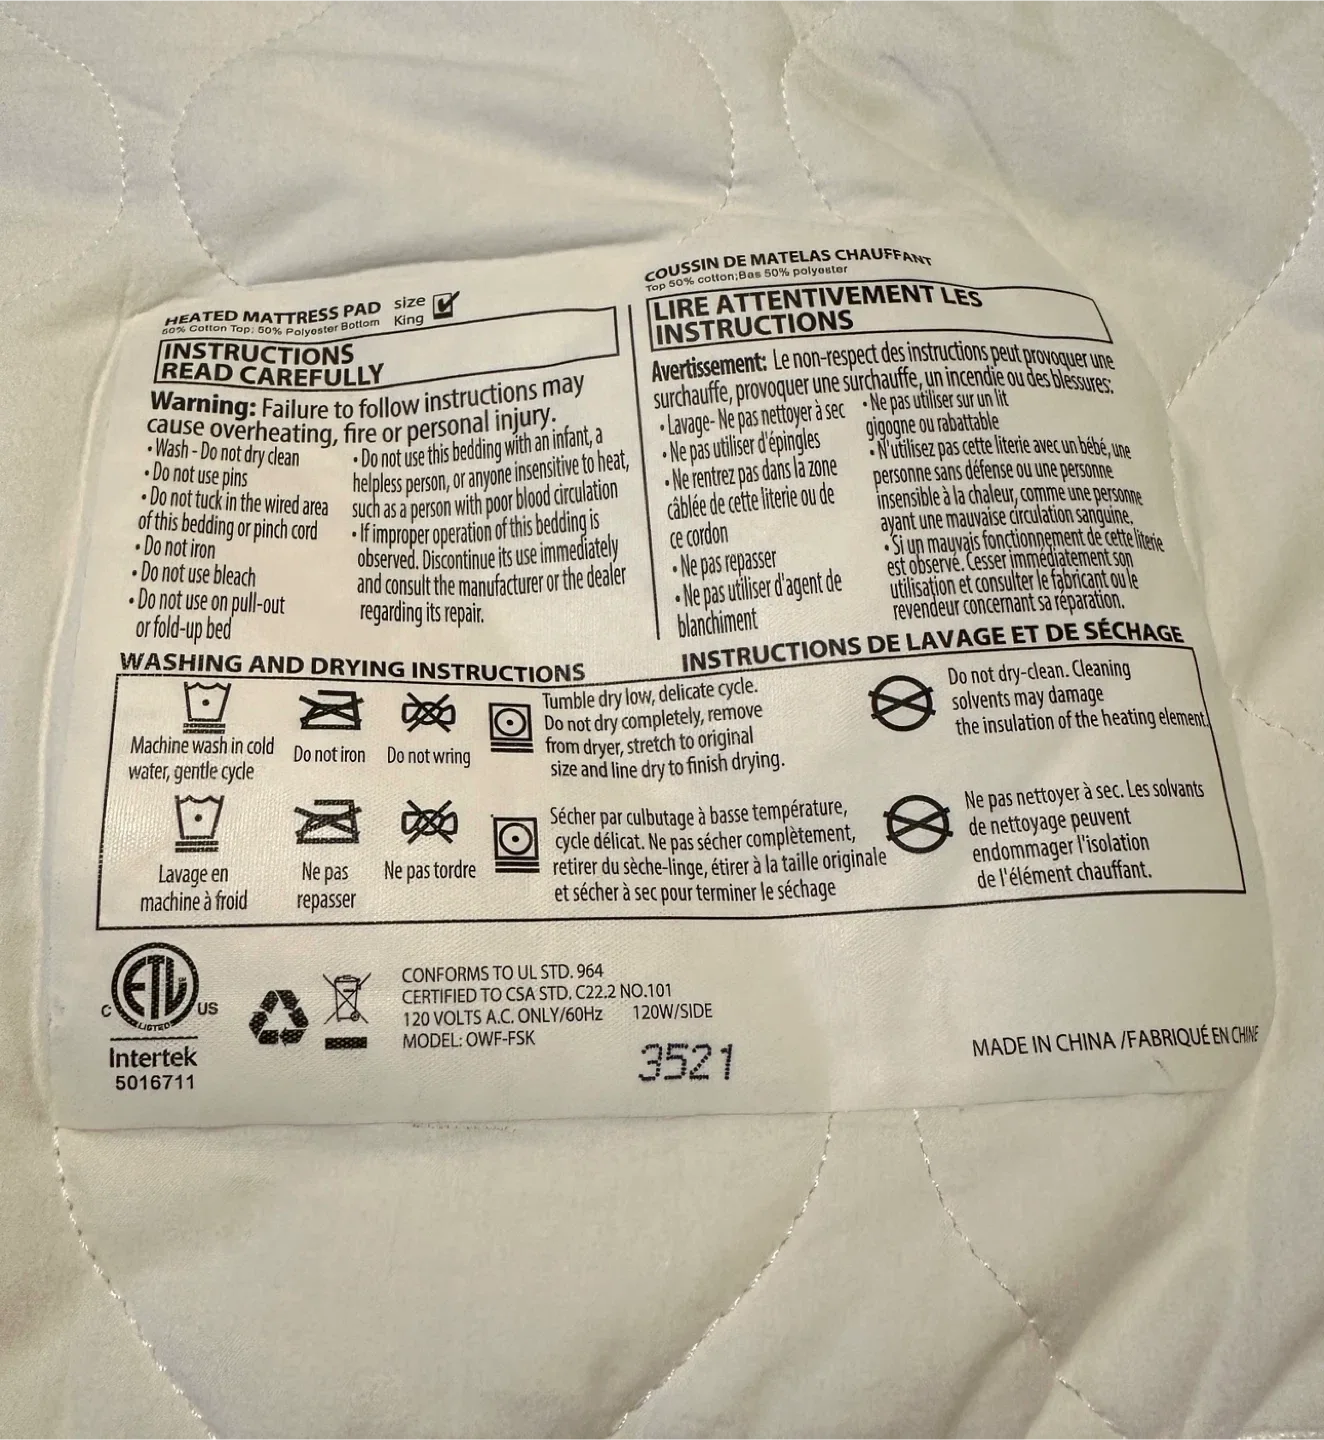 HEATED MATTRESS PAD size
50% Cotton Top; 50% Polyester Bottom King
INSTRUCTIONS
READ CAREFULLY
Warning: Failure to follow instructions may
cause overheating, fire or personal injury.
• Wash - Do not dry clean
• Do not use pins
• Do not tuck in the wired area
of this bedding or pinch cord
• Do not iron
• Do not use bleach
• Do not use on pull-out
or fold-up bed
• Do not use this bedding with an infant, a
helpless person, or anyone insensitive to heat,
such as a person with poor blood circulation
• If improper operation of this bedding is
observed. Discontinue its use immediately
and consult the manufacturer or the dealer
regarding its repair.
COUSSIN DE MATELAS CHAUFFANT
Top 50% cotton;Bas 50% polyester
LIRE ATTENTIVEMENT LES
INSTRUCTIONS
Avertissement: Le non-respect des instructions peut provoquer une
surchauffe, provoquer une surchauffe, un incendie ou des blessures:
• Lavage- Ne pas nettoyer à sec
• Ne pas utiliser d'épingles
• Ne rentrez pas dans la zone
câblée de cette literie ou de
ce cordon
• Ne pas repasser
• Ne pas utiliser d'agent de
blanchiment
• Ne pas utiliser sur un lit
gigogne ou rabattable
• N'utilisez pas cette literie avec un bébé, une
personne sans défense ou une personne
insensible à la chaleur, comme une personne
ayant une mauvaise circulation sanguine.
• Si un mauvais fonctionnement de cette literie
est observé. Cesser immédiatement son
utilisation et consulter le fabricant ou le
revendeur concernant sa réparation.
WASHING AND DRYING INSTRUCTIONS
INSTRUCTIONS DE LAVAGE ET DE SÉCHAGE
Machine wash in cold
water, gentle cycle
Do not iron
Do not wring
Tumble dry low, delicate cycle.
Do not dry completely, remove
from dryer, stretch to original
size and line dry to finish drying.
Do not dry-clean. Cleaning
solvents may damage
the insulation of the heating element.
Lavage en
machine à froid
Ne pas
repasser
Ne pas tordre
Sécher par culbutage à basse température,
cycle délicat. Ne pas sécher complètement,
retirer du sèche-linge, étirer à la taille originale
et sécher à sec pour terminer le séchage
Ne pas nettoyer à sec. Les solvants
de nettoyage peuvent
endommager l'isolation
de l'élément chauffant.
C ETL US
LISTED
Intertek
5016711
CONFORMS TO UL STD. 964
CERTIFIED TO CSA STD. C22.2 NO.101
120 VOLTS A.C. ONLY/60Hz 120W/SIDE
MODEL: OWF-FSK
3521
MADE IN CHINA /FABRIQUÉ EN CHINE